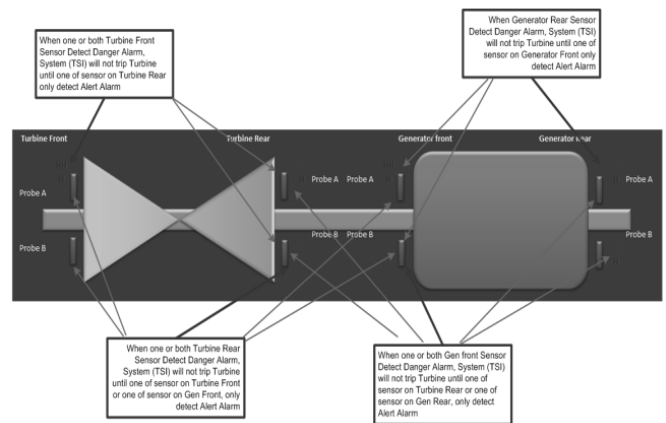 When one or both Turbine Front
Sensor Detect Danger Alarm,
System (TSI) will not trip Turbine
until one of sensor on Turbine Rear
only detect Alert Alarm
When Generator Rear Sensor
Detect Danger Alarm, System (TSI)
will not trip Turbine until one of
sensor on Generator Front only
detect Alert Alarm
Turbine Front
Turbine Rear
Generator front
Generator rear
Probe A
Probe A
Probe A
Probe A
Probe B
Probe B
Probe B
Probe B
When one or both Turbine Rear
Sensor Detect Danger Alarm,
System (TSI) will not trip Turbine
until one of sensor on Turbine Front
or one of sensor on Gen Front, only
detect Alert Alarm
When one or both Gen front Sensor
Detect Danger Alarm, System (TSI)
will not trip Turbine until one of
sensor on Turbine Rear or one of
sensor on Gen Rear, only detect
Alert Alarm